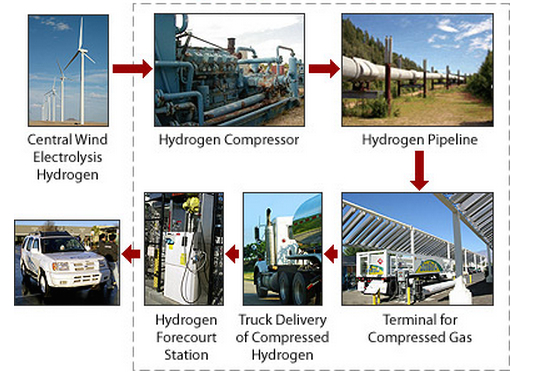 Central Wind
Electrolysis
Hydrogen
Hydrogen Compressor
Hydrogen Pipeline
Hydrogen
Forecourt
Station
Truck Delivery
of Compressed
Hydrogen
Terminal for
Compressed Gas